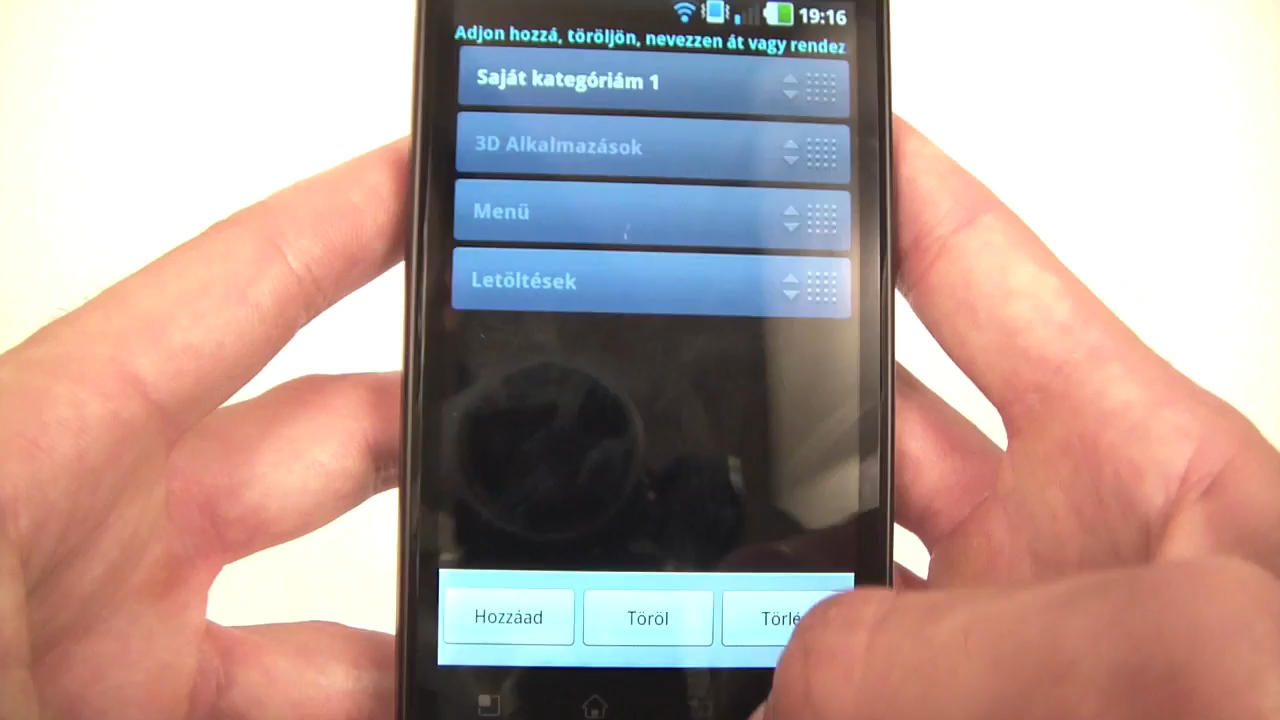 19:16
Adjon hozzá, töröljön, nevezzen át vagy rendez
Saját kategóriám 1
3D Alkalmazások
Menü
Letöltések
Hozzáad
Töröl